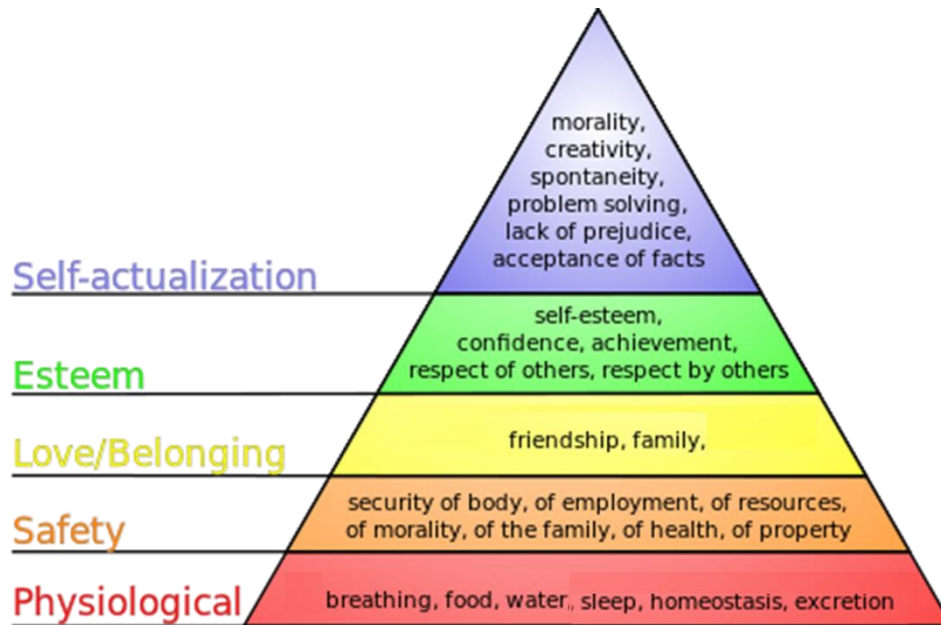 morality,
creativity,
spontaneity,
problem solving,
lack of prejudice,
acceptance of facts
Self-actualization
self-esteem,
confidence, achievement,
respect of others, respect by others
Esteem
friendship, family,
Love/Belonging
security of body, of employment, of resources,
of morality, of the family, of health, of property
Safety
breathing, food, water, sleep, homeostasis, excretion
Physiological